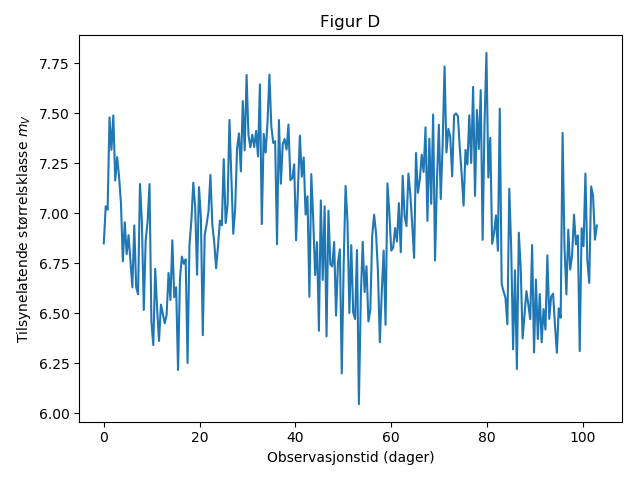 Figur D
Tilsynelatende størrelsesklasse m_V
7.75
7.50
7.25
7.00
6.75
6.50
6.25
6.00
0 20 40 60 80 100
Observasjonstid (dager)